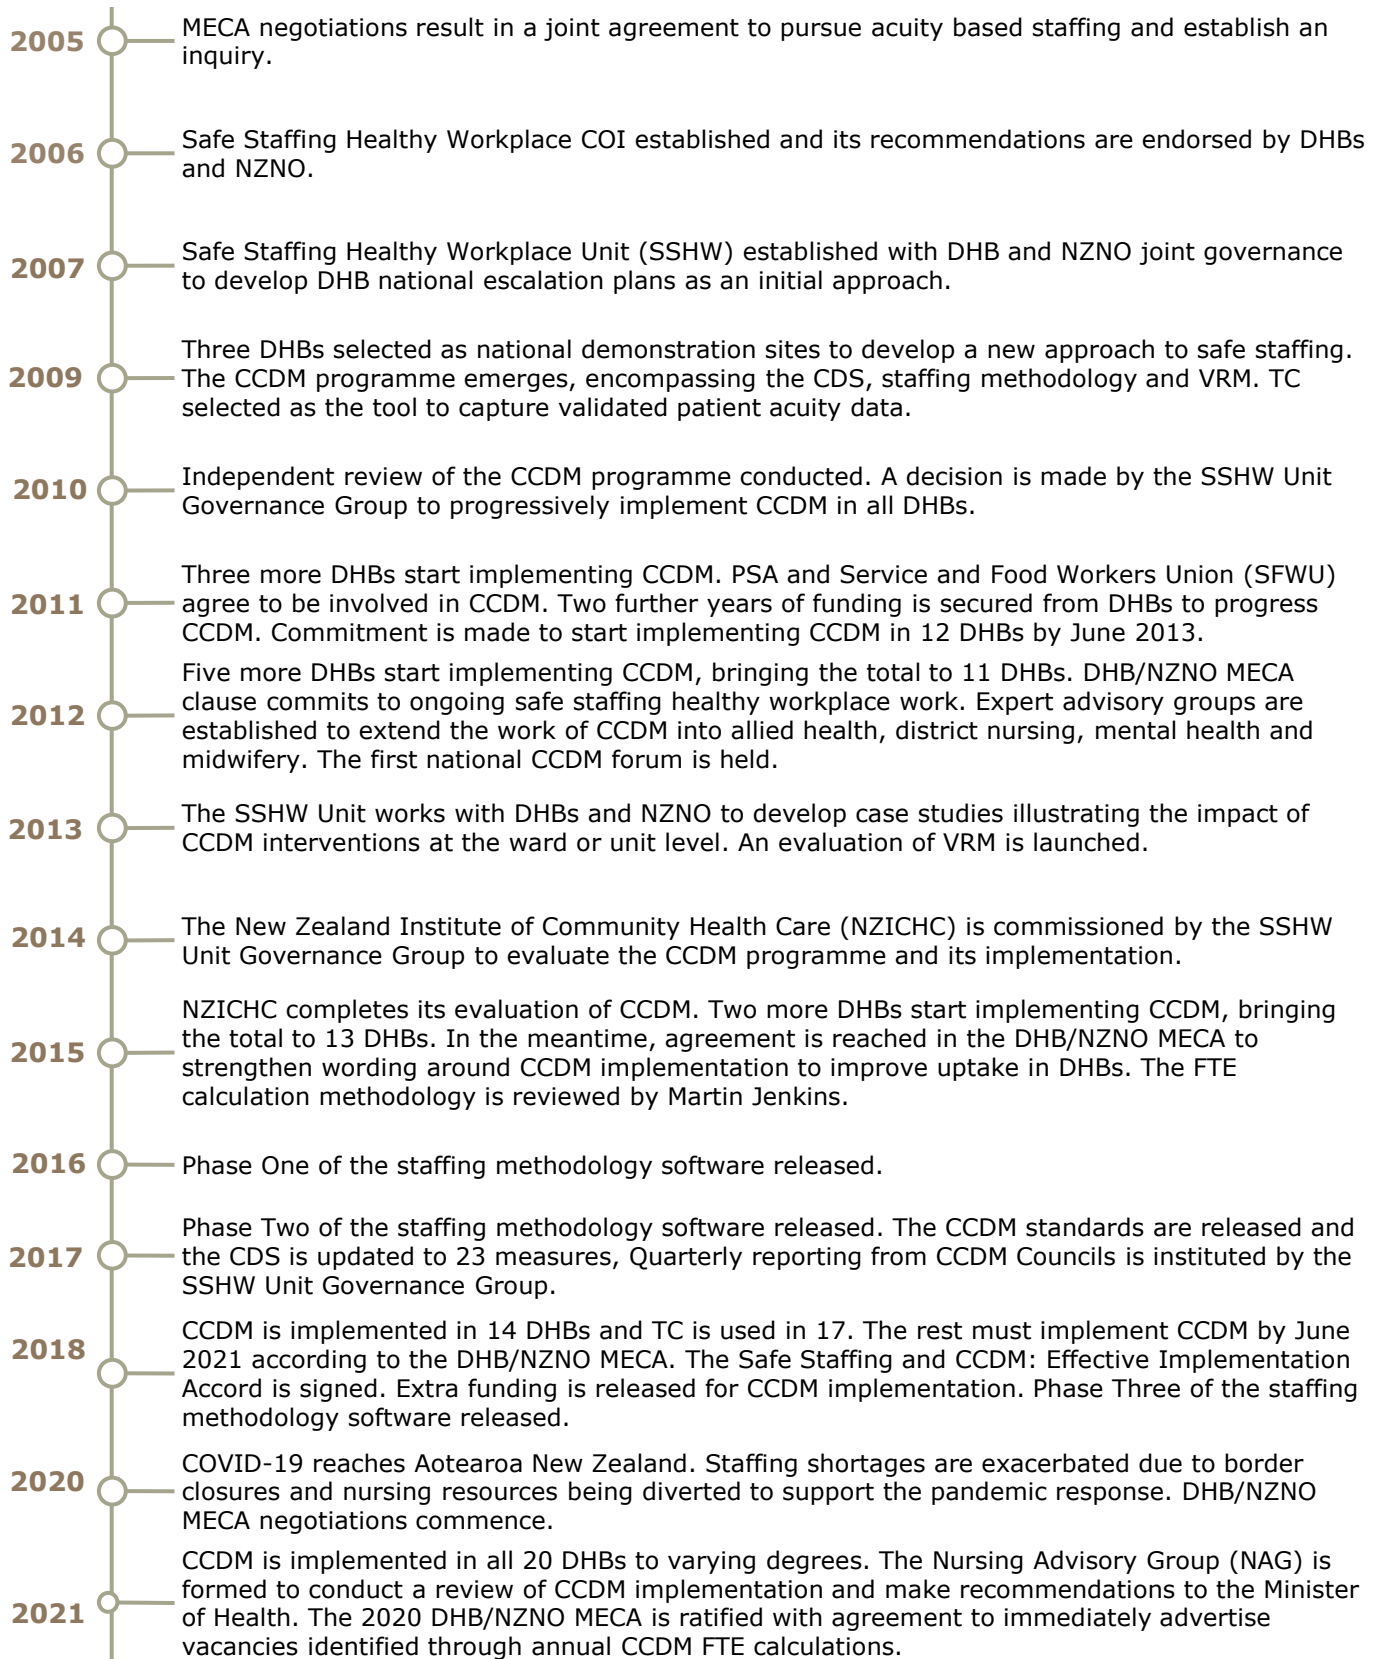 2005
MECA negotiations result in a joint agreement to pursue acuity based staffing and establish an
inquiry.
2006
Safe Staffing Healthy Workplace COI established and its recommendations are endorsed by DHBs
and NZNO.
2007
Safe Staffing Healthy Workplace Unit (SSHW) established with DHB and NZNO joint governance
to develop DHB national escalation plans as an initial approach.
2009
Three DHBs selected as national demonstration sites to develop a new approach to safe staffing.
The CCDM programme emerges, encompassing the CDS, staffing methodology and VRM. TC
selected as the tool to capture validated patient acuity data.
2010
Independent review of the CCDM programme conducted. A decision is made by the SSHW Unit
Governance Group to progressively implement CCDM in all DHBs.
2011
Three more DHBs start implementing CCDM. PSA and Service and Food Workers Union (SFWU)
agree to be involved in CCDM. Two further years of funding is secured from DHBs to progress
CCDM. Commitment is made to start implementing CCDM in 12 DHBs by June 2013.
2012
Five more DHBs start implementing CCDM, bringing the total to 11 DHBs. DHB/NZNO MECA
clause commits to ongoing safe staffing healthy workplace work. Expert advisory groups are
established to extend the work of CCDM into allied health, district nursing, mental health and
midwifery. The first national CCDM forum is held.
2013
The SSHW Unit works with DHBs and NZNO to develop case studies illustrating the impact of
CCDM interventions at the ward or unit level. An evaluation of VRM is launched.
2014
The New Zealand Institute of Community Health Care (NZICHC) is commissioned by the SSHW
Unit Governance Group to evaluate the CCDM programme and its implementation.
2015
NZICHC completes its evaluation of CCDM. Two more DHBs start implementing CCDM, bringing
the total to 13 DHBs. In the meantime, agreement is reached in the DHB/NZNO MECA to
strengthen wording around CCDM implementation to improve uptake in DHBs. The FTE
calculation methodology is reviewed by Martin Jenkins.
2016
Phase One of the staffing methodology software released.
2017
Phase Two of the staffing methodology software released. The CCDM standards are released and
the CDS is updated to 23 measures, Quarterly reporting from CCDM Councils is instituted by the
SSHW Unit Governance Group.
2018
CCDM is implemented in 14 DHBs and TC is used in 17. The rest must implement CCDM by June
2021 according to the DHB/NZNO MECA. The Safe Staffing and CCDM: Effective Implementation
Accord is signed. Extra funding is released for CCDM implementation. Phase Three of the staffing
methodology software released.
2020
COVID-19 reaches Aotearoa New Zealand. Staffing shortages are exacerbated due to border
closures and nursing resources being diverted to support the pandemic response. DHB/NZNO
MECA negotiations commence.
2021
CCDM is implemented in all 20 DHBs to varying degrees. The Nursing Advisory Group (NAG) is
formed to conduct a review of CCDM implementation and make recommendations to the Minister
of Health. The 2020 DHB/NZNO MECA is ratified with agreement to immediately advertise
vacancies identified through annual CCDM FTE calculations.